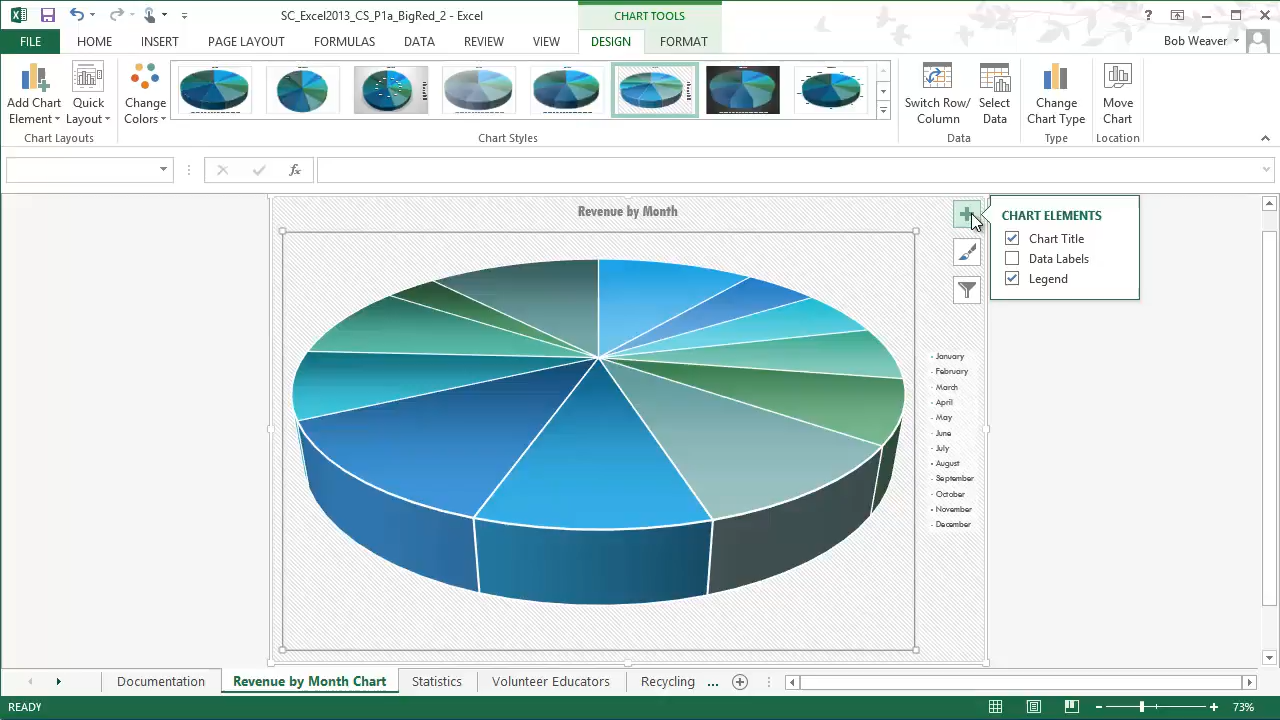 SC_Excel2013_CS_P1a_BigRed_2 - Excel
CHART TOOLS
?
FILE HOME INSERT PAGE LAYOUT FORMULAS DATA REVIEW VIEW DESIGN FORMAT Bob Weaver
Add Chart Element
Quick Layout
Change Colors
Switch Row/ Column
Select Data
Change Chart Type
Move Chart
Chart Layouts Chart Styles Data Type Location
fx
Revenue by Month
CHART ELEMENTS
Chart Title
Data Labels
Legend
January
February
March
April
May
June
July
August
September
October
November
December
Documentation Revenue by Month Chart Statistics Volunteer Educators Recycling ...
READY 73%